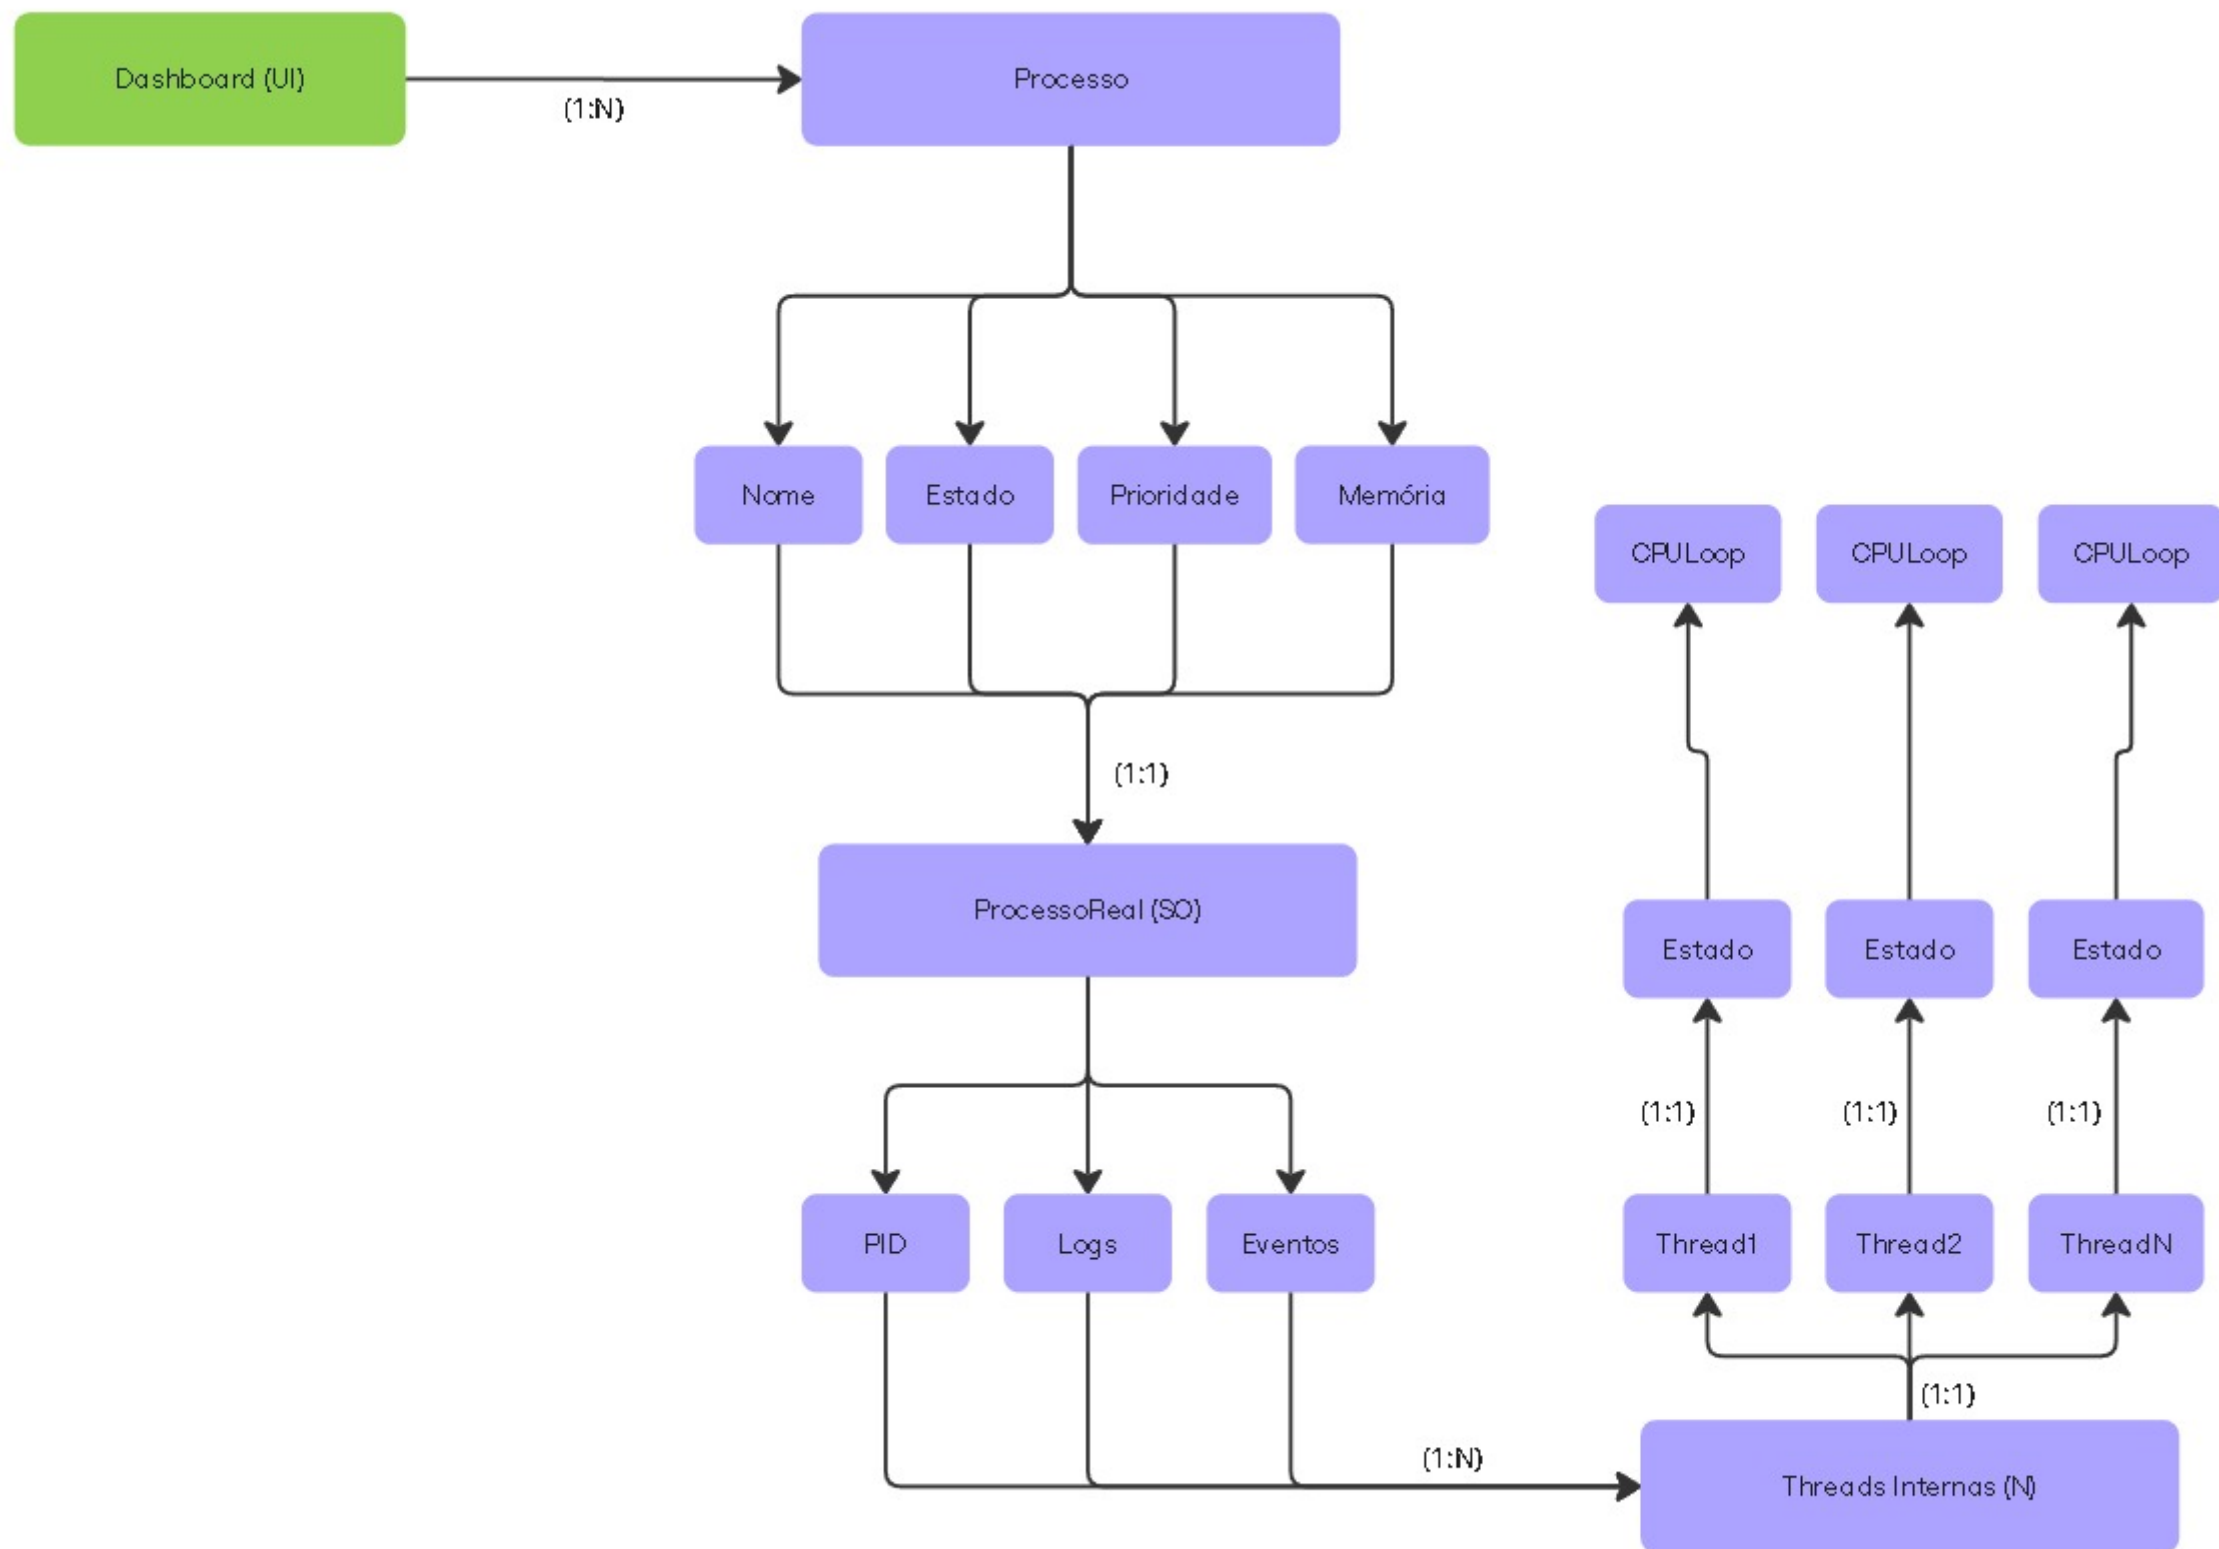 Dashboard (UI)
(1:N)
Processo
Nome
Estado
Prioridade
Memória
(1:1)
ProcessoReal (SO)
PID
Logs
Eventos
(1:N)
CPULoop
CPULoop
CPULoop
Estado
Estado
Estado
(1:1)
(1:1)
(1:1)
Thread1
Thread2
ThreadN
(1:1)
Threads Internas (N)